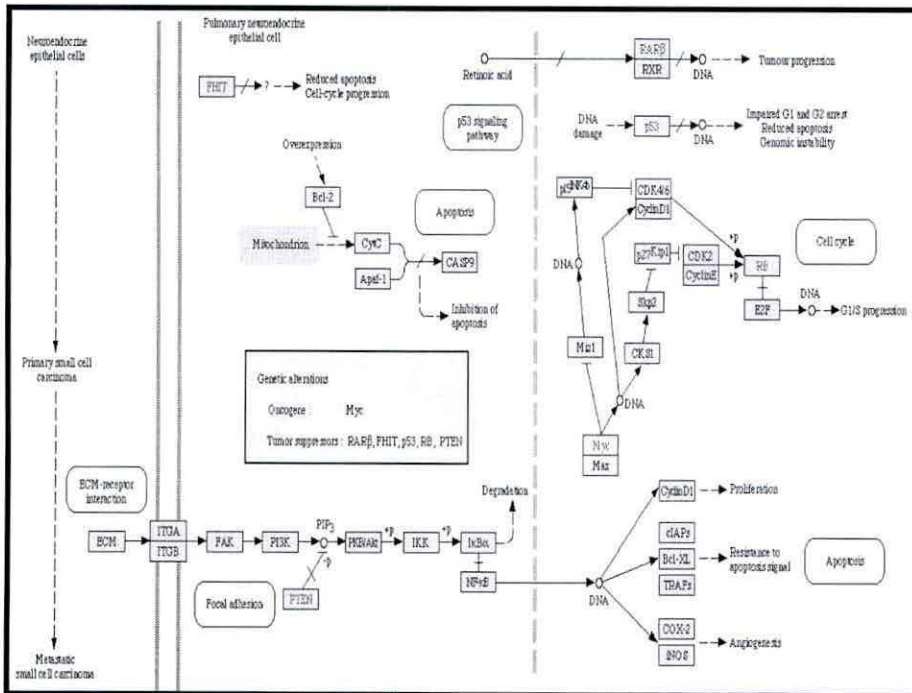 Neuroendocrine
epithelial cells
Primary small cell
carcinoma
Metastatic
small cell carcinoma
Pulmonary neuroendocrine
epithelial cell
FHIT
?
Reduced apoptosis
Cell-cycle progression
p53 signaling
pathway
Overexpression
Bcl-2
Apoptosis
Mitochondrion
CytC
Apaf-1
CASP9
Inhibition of
apoptosis
Genetic alterations
Oncogene : Myc
Tumor suppressors : RARβ, FHIT, p53, RB, PTEN
Retinoic acid
RARβ
RXR
DNA
Tumour progression
DNA
damage
p53
DNA
Impaired G1 and G2 arrest
Reduced apoptosis
Genomic instability
p15INK4b
CDK4/6
CyclinD1
+p
Cell cycle
p27Kip1
CDK2
CyclinE
+p
Rb
DNA
Skp2
E2F
DNA
G1/S progression
Miz1
CKS1
DNA
Myc
Max
ECM-receptor
interaction
ECM
ITGA
ITGB
FAK
PI3K
PIP3
-p
PTEN
Focal adhesion
PKB/Akt
+p
IKK
+p
IκBα
Degradation
NFκB
DNA
CyclinD1
Proliferation
cIAPs
Bcl-XL
TRAFs
Resistance to
apoptosis signal
Apoptosis
COX-2
iNOS
Angiogenesis